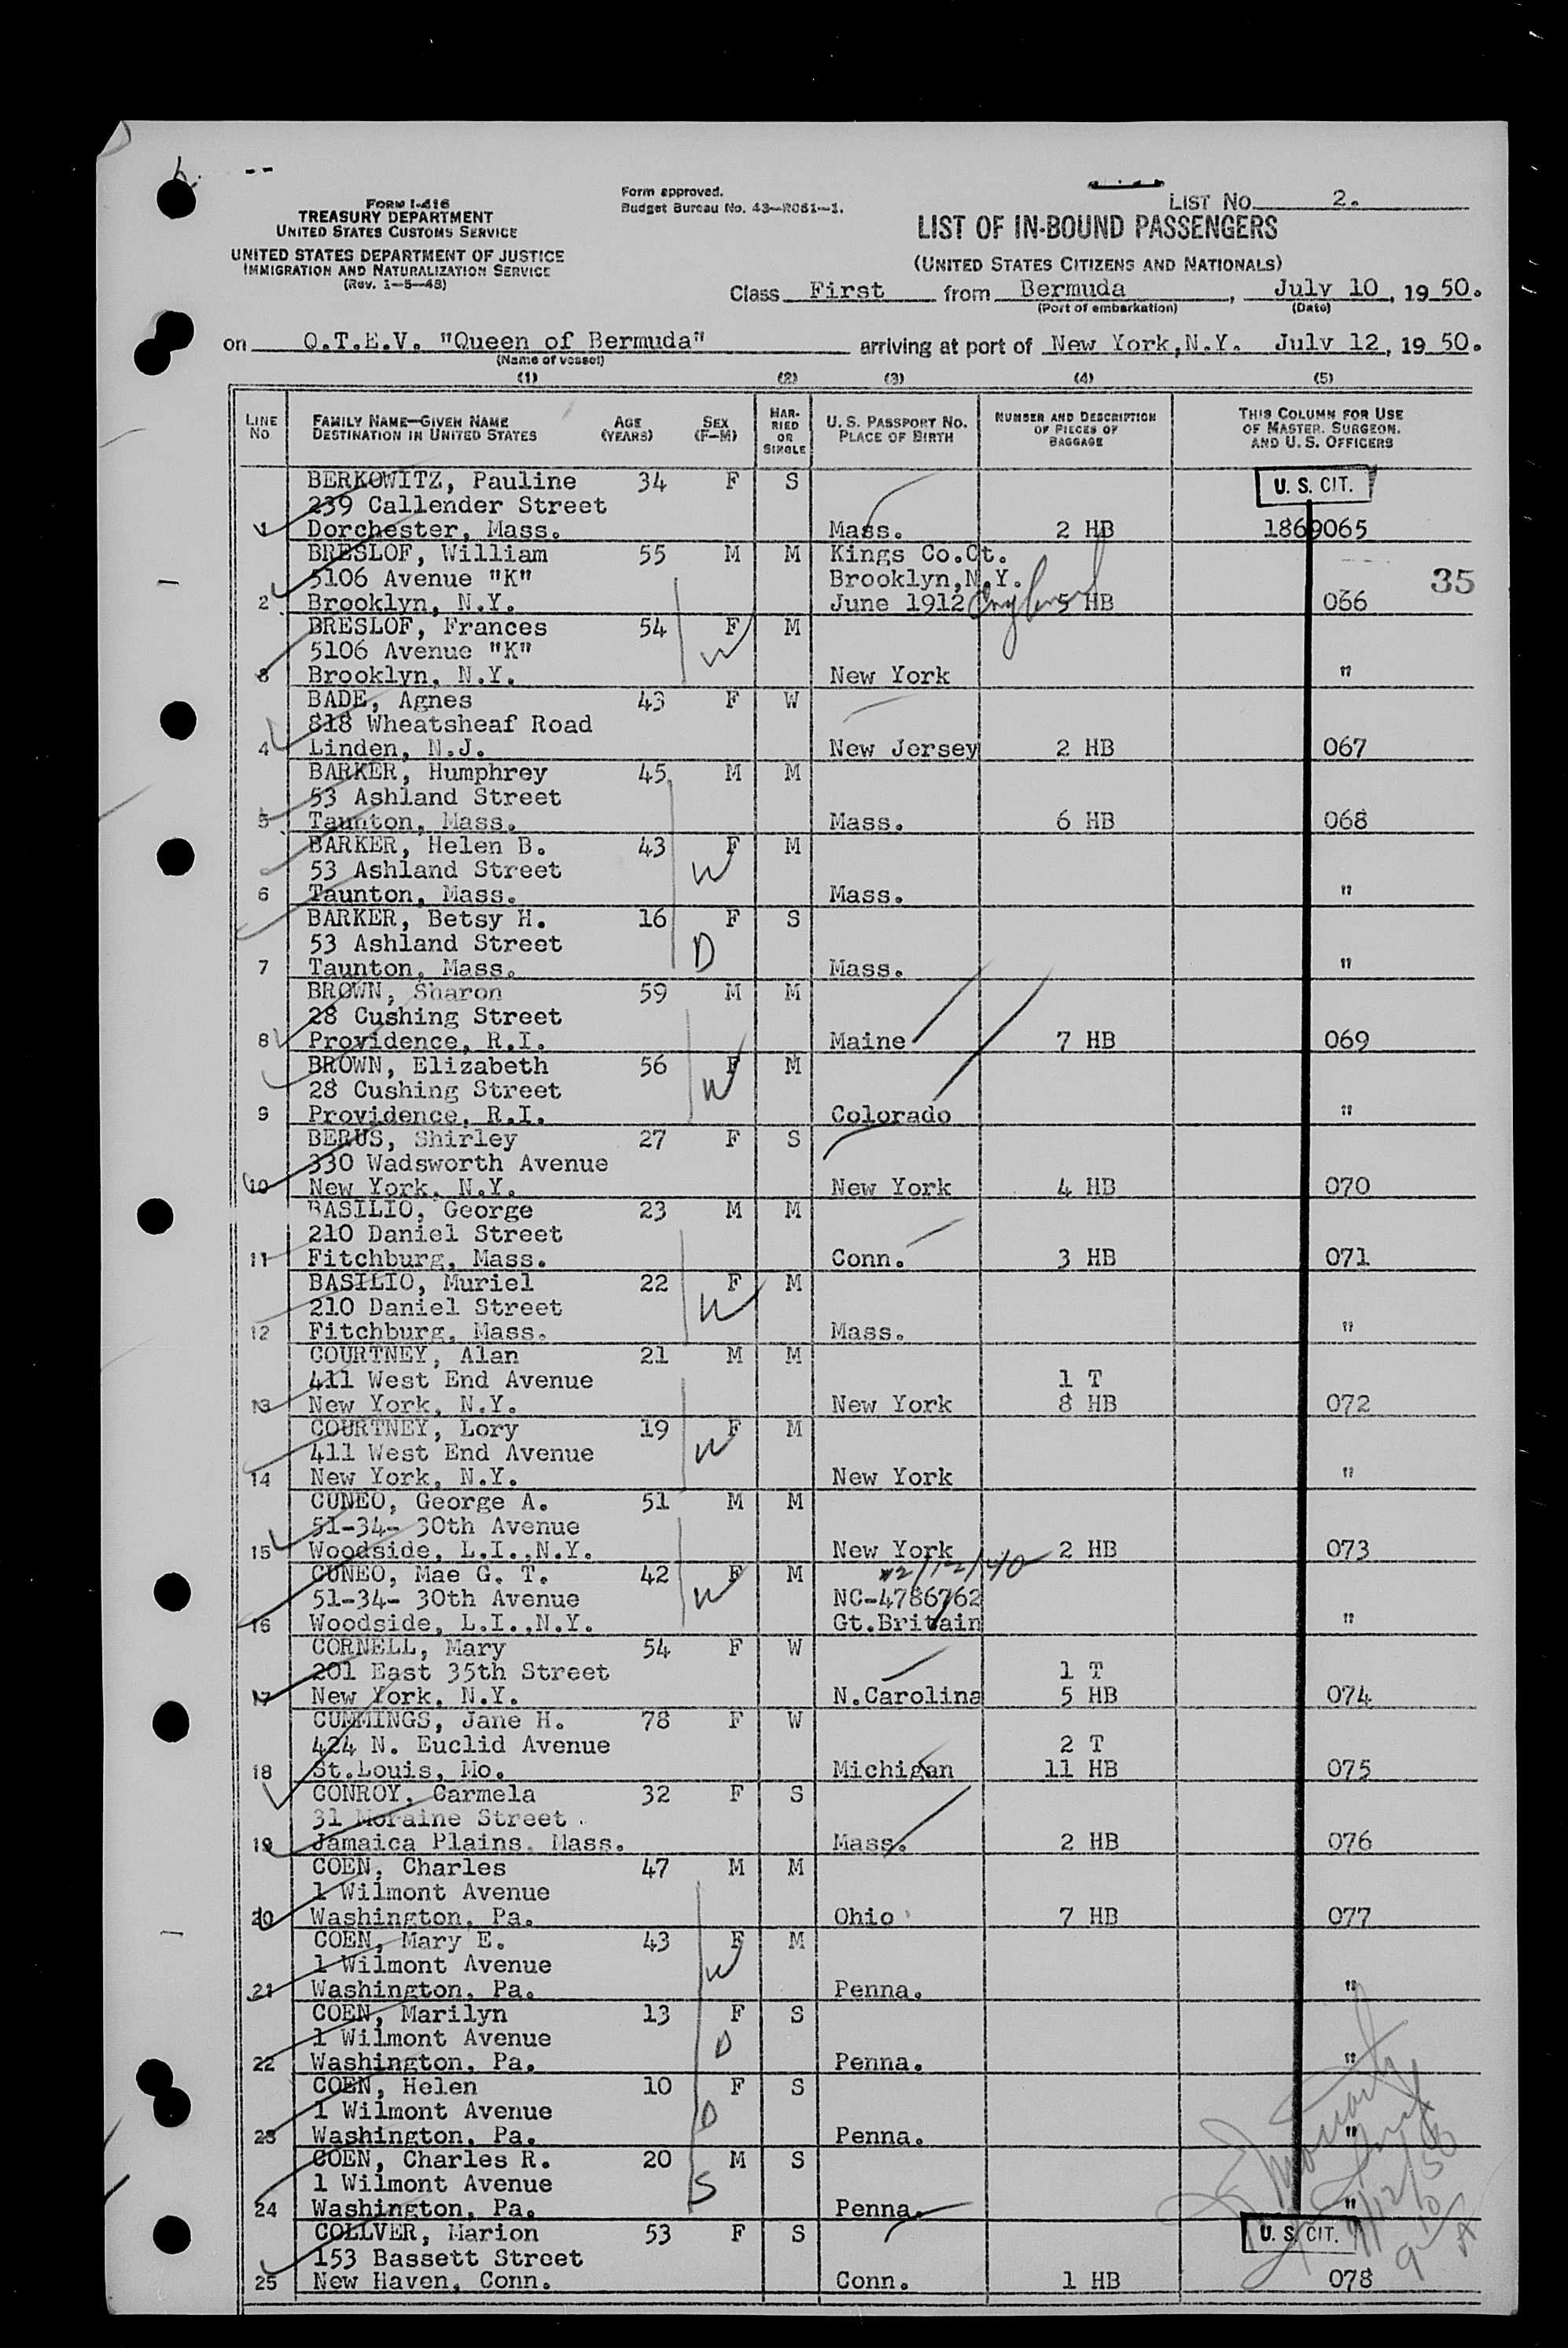 FORM I-416
TREASURY DEPARTMENT
UNITED STATES CUSTOMS SERVICE
UNITED STATES DEPARTMENT OF JUSTICE
IMMIGRATION AND NATURALIZATION SERVICE
(Rev. 1-5-48)
Form approved.
Budget Bureau No. 43-R061-1.
LIST No. 2.
LIST OF IN-BOUND PASSENGERS
(UNITED STATES CITIZENS AND NATIONALS)
Class First from Bermuda, July 10, 1950.
(Port of embarkation) (Date)
on Q.T.E.V. "Queen of Bermuda" arriving at port of New York, N.Y. July 12, 1950.
(Name of vessel)
(1) (2) (3) (4) (5)
LINE No. FAMILY NAME—GIVEN NAME DESTINATION IN UNITED STATES AGE (YEARS) SEX (F-M) MARRIED OR SINGLE U. S. PASSPORT No. PLACE OF BIRTH NUMBER AND DESCRIPTION OF PIECES OF BAGGAGE THIS COLUMN FOR USE OF MASTER, SURGEON, AND U. S. OFFICERS
BERKOWITZ, Pauline 34 F S U. S. CIT.
239 Callender Street
1 Dorchester, Mass. Mass. 2 HB 1869065
BRESLOF, William 55 M M Kings Co.Ct.
5106 Avenue "K" Brooklyn,N.Y. 35
2 Brooklyn, N.Y. June 1912 England 5 HB 066
BRESLOF, Frances 54 F M
5106 Avenue "K" W
3 Brooklyn, N.Y. New York "
BADE, Agnes 43 F W
818 Wheatsheaf Road
4 Linden, N.J. New Jersey 2 HB 067
BARKER, Humphrey 45 M M
53 Ashland Street
5 Taunton, Mass. Mass. 6 HB 068
BARKER, Helen B. 43 F M
53 Ashland Street W
6 Taunton, Mass. Mass. "
BARKER, Betsy H. 16 F S
53 Ashland Street D
7 Taunton, Mass. Mass. "
BROWN, Sharon 59 M M
28 Cushing Street
8 Providence, R.I. Maine 7 HB 069
BROWN, Elizabeth 56 F M
28 Cushing Street W
9 Providence, R.I. Colorado "
BERUS, Shirley 27 F S
330 Wadsworth Avenue
10 New York, N.Y. New York 4 HB 070
BASILIO, George 23 M M
210 Daniel Street
11 Fitchburg, Mass. Conn. 3 HB 071
BASILIO, Muriel 22 F M
210 Daniel Street W
12 Fitchburg, Mass. Mass. "
COURTNEY, Alan 21 M M
411 West End Avenue 1 T
13 New York, N.Y. New York 8 HB 072
COURTNEY, Lory 19 F M
411 West End Avenue W
14 New York, N.Y. New York "
CUNEO, George A. 51 M M
51-34- 30th Avenue
15 Woodside, L.I.,N.Y. New York 2 HB 073
CUNEO, Mae G. T. 42 F M 12/12/40
51-34- 30th Avenue W NC-4786762
16 Woodside, L.I.,N.Y. Gt.Britain "
CORNELL, Mary 54 F W
201 East 35th Street 1 T
17 New York, N.Y. N.Carolina 5 HB 074
CUMMINGS, Jane H. 78 F W
424 N. Euclid Avenue 2 T
18 St.Louis, Mo. Michigan 11 HB 075
CONROY, Carmela 32 F S
31 Moraine Street
19 Jamaica Plains, Mass. Mass. 2 HB 076
COEN, Charles 47 M M
1 Wilmont Avenue
20 Washington, Pa. Ohio 7 HB 077
COEN, Mary E. 43 F M
1 Wilmont Avenue W
21 Washington, Pa. Penna. "
COEN, Marilyn 13 F S
1 Wilmont Avenue D
22 Washington, Pa. Penna. "
COEN, Helen 10 F S
1 Wilmont Avenue D
23 Washington, Pa. Penna. "
COEN, Charles R. 20 M S
1 Wilmont Avenue S
24 Washington, Pa. Penna. "
COLLVER, Marion 53 F S U. S. CIT.
153 Bassett Street
25 New Haven, Conn. Conn. 1 HB 078